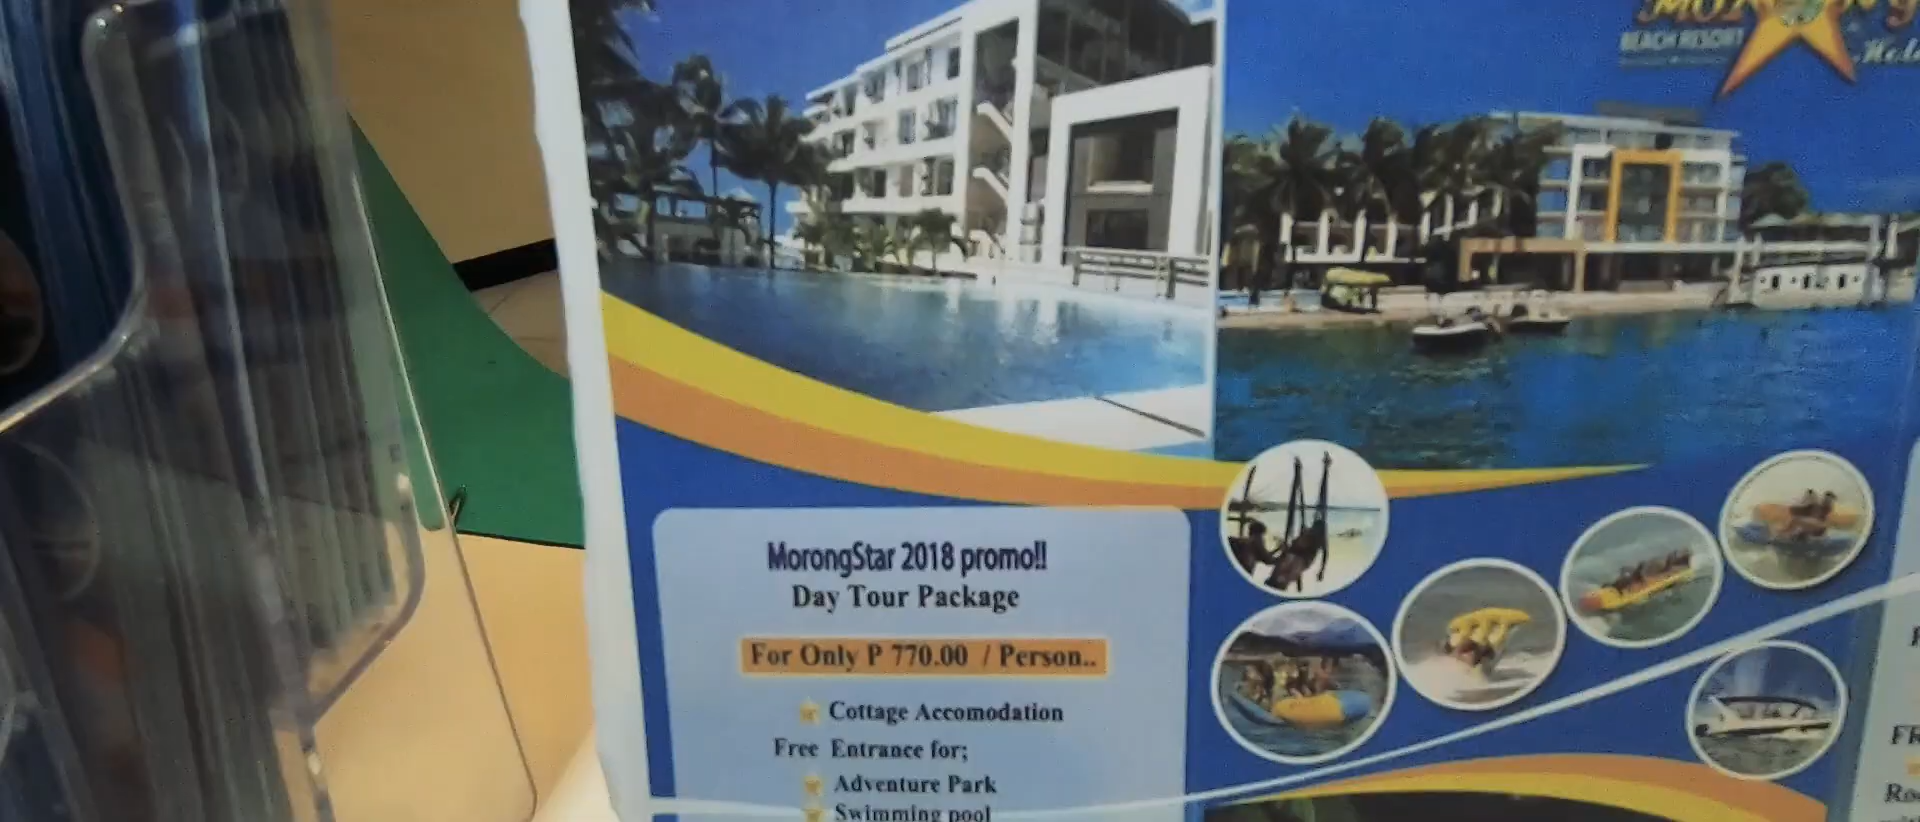 BEACH RESORT
MorongStar 2018 promo!!
Day Tour Package
For Only P 770.00 / Person..
Cottage Accomodation
Free Entrance for;
Adventure Park
Swimming pool